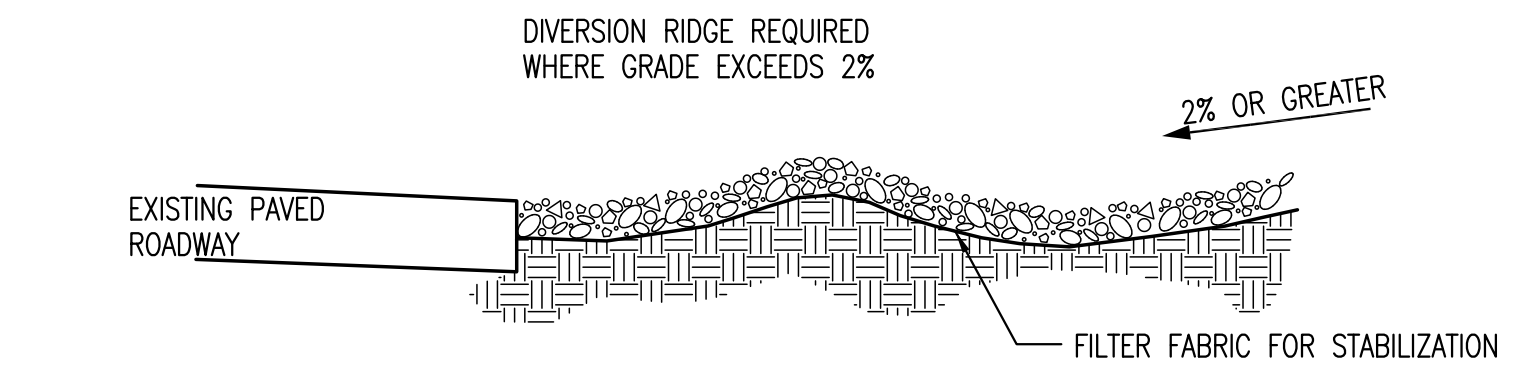 DIVERSION RIDGE REQUIRED
WHERE GRADE EXCEEDS 2%
2% OR GREATER
EXISTING PAVED
ROADWAY
FILTER FABRIC FOR STABILIZATION